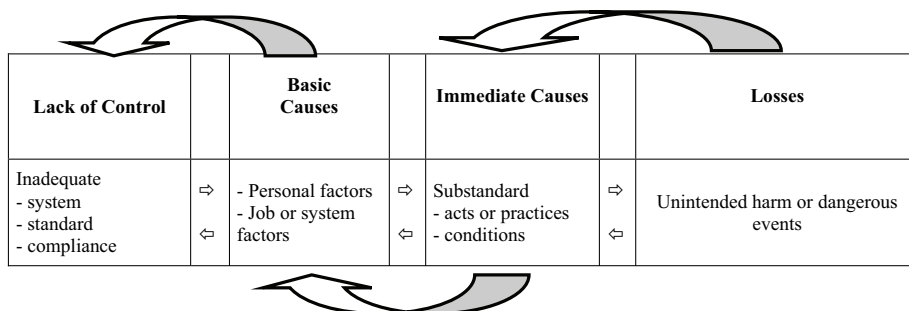 Lack of Control
Basic
Causes
Immediate Causes
Losses
Inadequate
- system
- standard
- compliance
⇨
⇦
- Personal factors
- Job or system
factors
⇨
⇦
Substandard
- acts or practices
- conditions
⇨
⇦
Unintended harm or dangerous
events